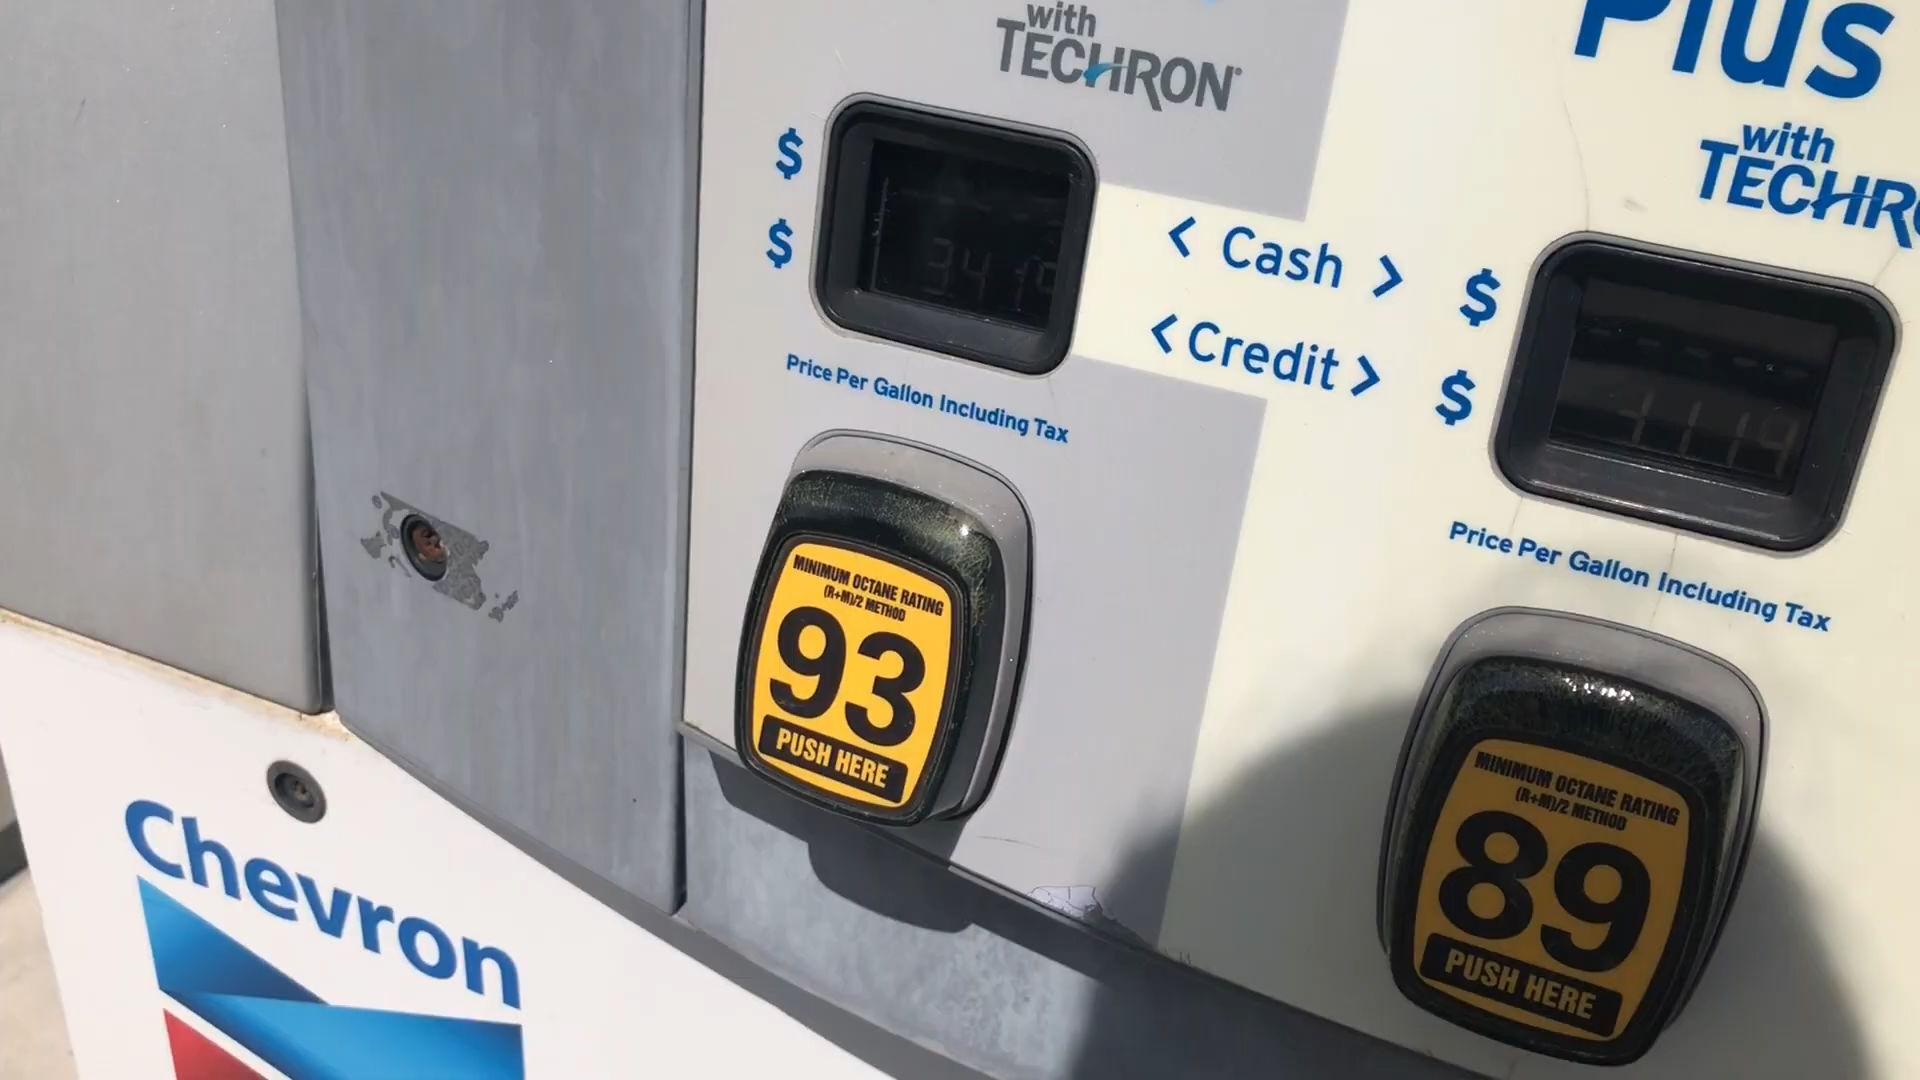 with
TECHRON
$
$
< Cash >
< Credit >
Price Per Gallon Including Tax
MINIMUM OCTANE RATING
(R+M)/2 METHOD
93
PUSH HERE
Chevron
Plus
with
$
$
Price Per Gallon Including Tax
MINIMUM OCTANE RATING
(R+M)/2 METHOD
89
PUSH HERE